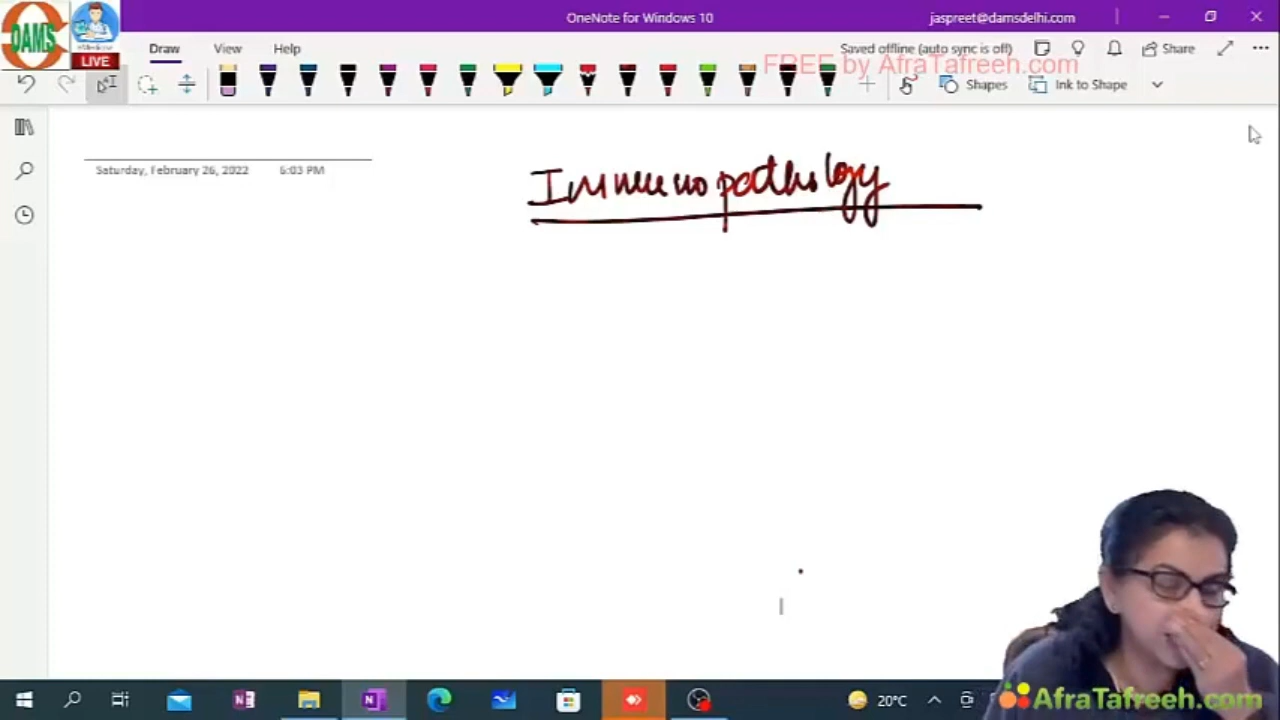 OneNote for Windows 10
jaspreet@damsdelhi.com
DAMS
eMedicoz
LIVE
Draw View Help
Saved offline (auto sync is off)
Share
FREE by AfraTafreeh.com
Shapes
Ink to Shape
Saturday, February 26, 2022 6:03 PM
Immunopathology
20°C
AfraTafreeh.com